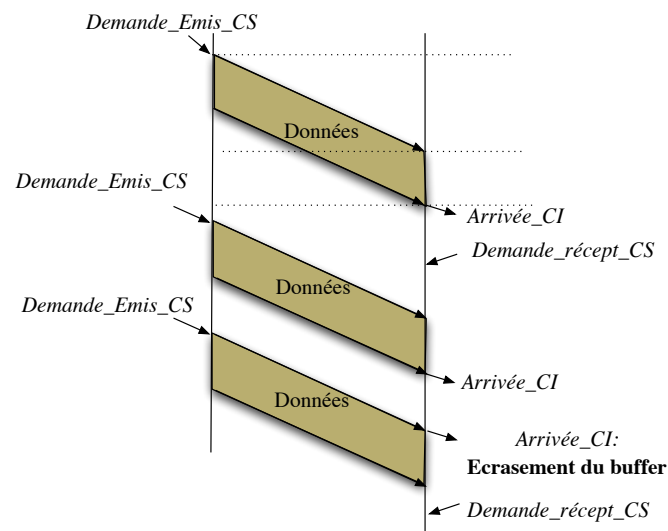 Demande_Emis_CS
Données
Demande_Emis_CS
Arrivée_CI
Demande_récept_CS
Données
Demande_Emis_CS
Arrivée_CI
Données
Arrivée_CI:
Ecrasement du buffer
Demande_récept_CS